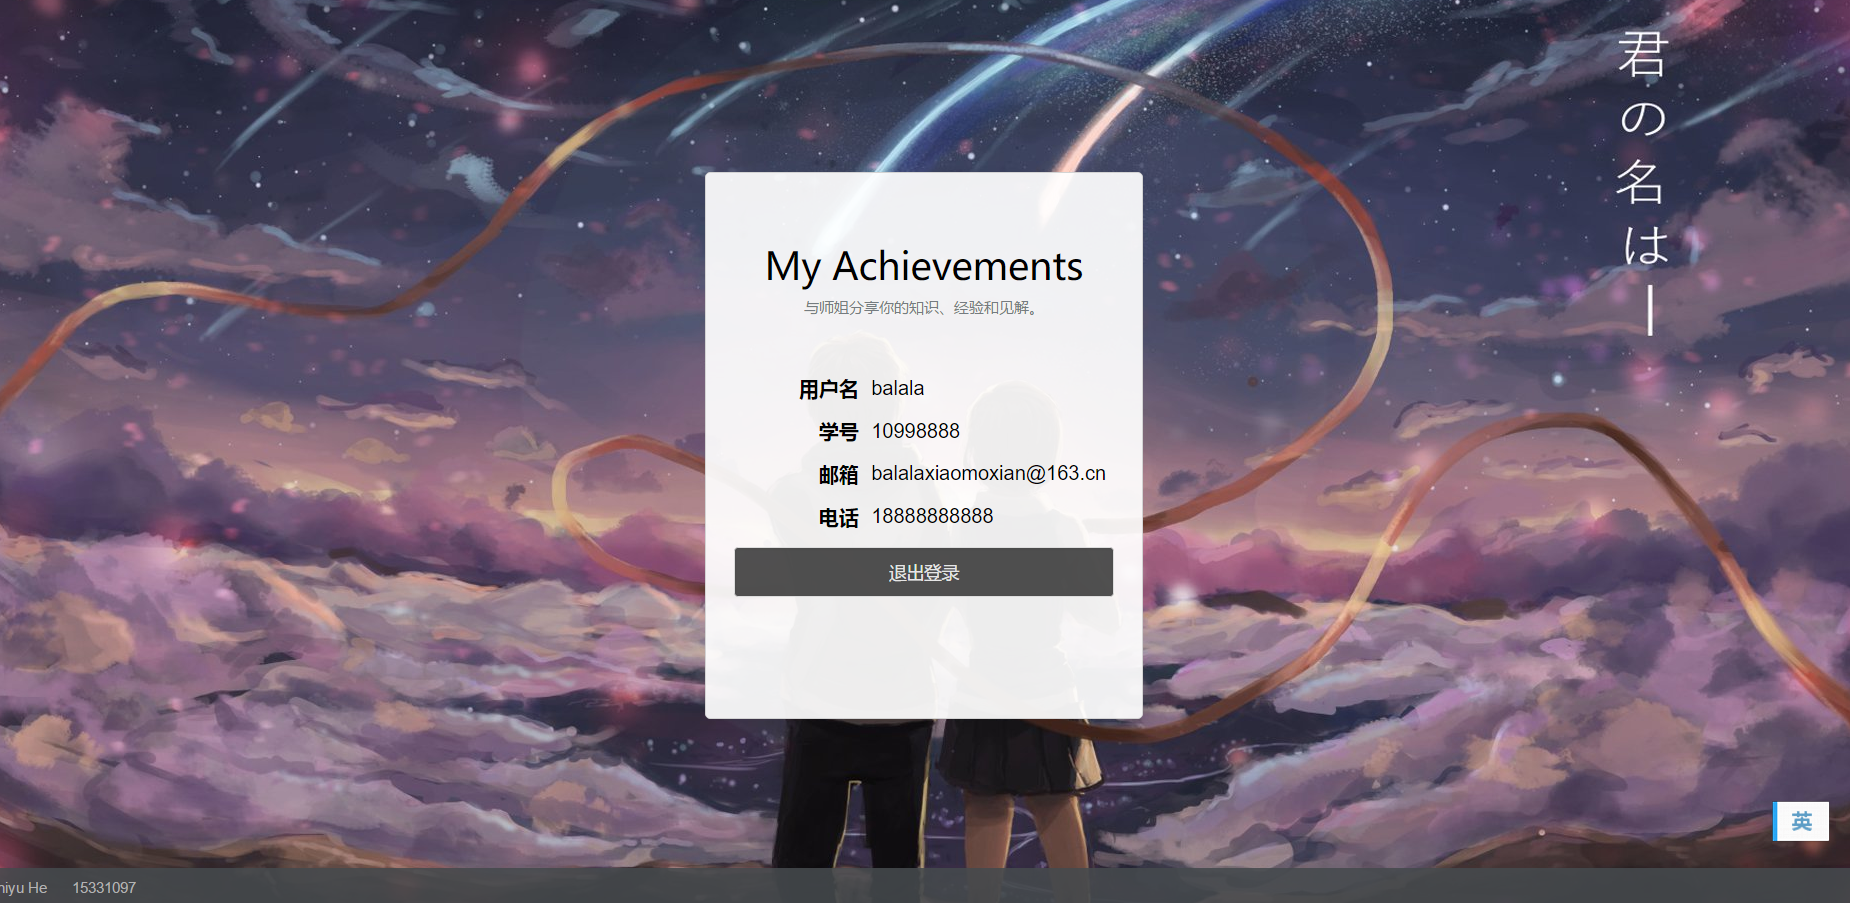 君の名はー
My Achievements
与师姐分享你的知识、经验和见解。
用户名 balala
学号 10998888
邮箱 balalaxiaomoxian@163.cn
电话 18888888888
退出登录
英
iyu He 15331097